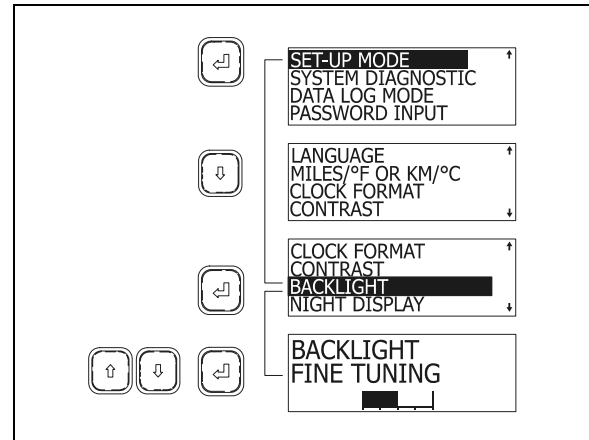 SET-UP MODE
SYSTEM DIAGNOSTIC
DATA LOG MODE
PASSWORD INPUT
LANGUAGE
MILES/°F OR KM/°C
CLOCK FORMAT
CONTRAST
CLOCK FORMAT
CONTRAST
BACKLIGHT
NIGHT DISPLAY
BACKLIGHT
FINE TUNING